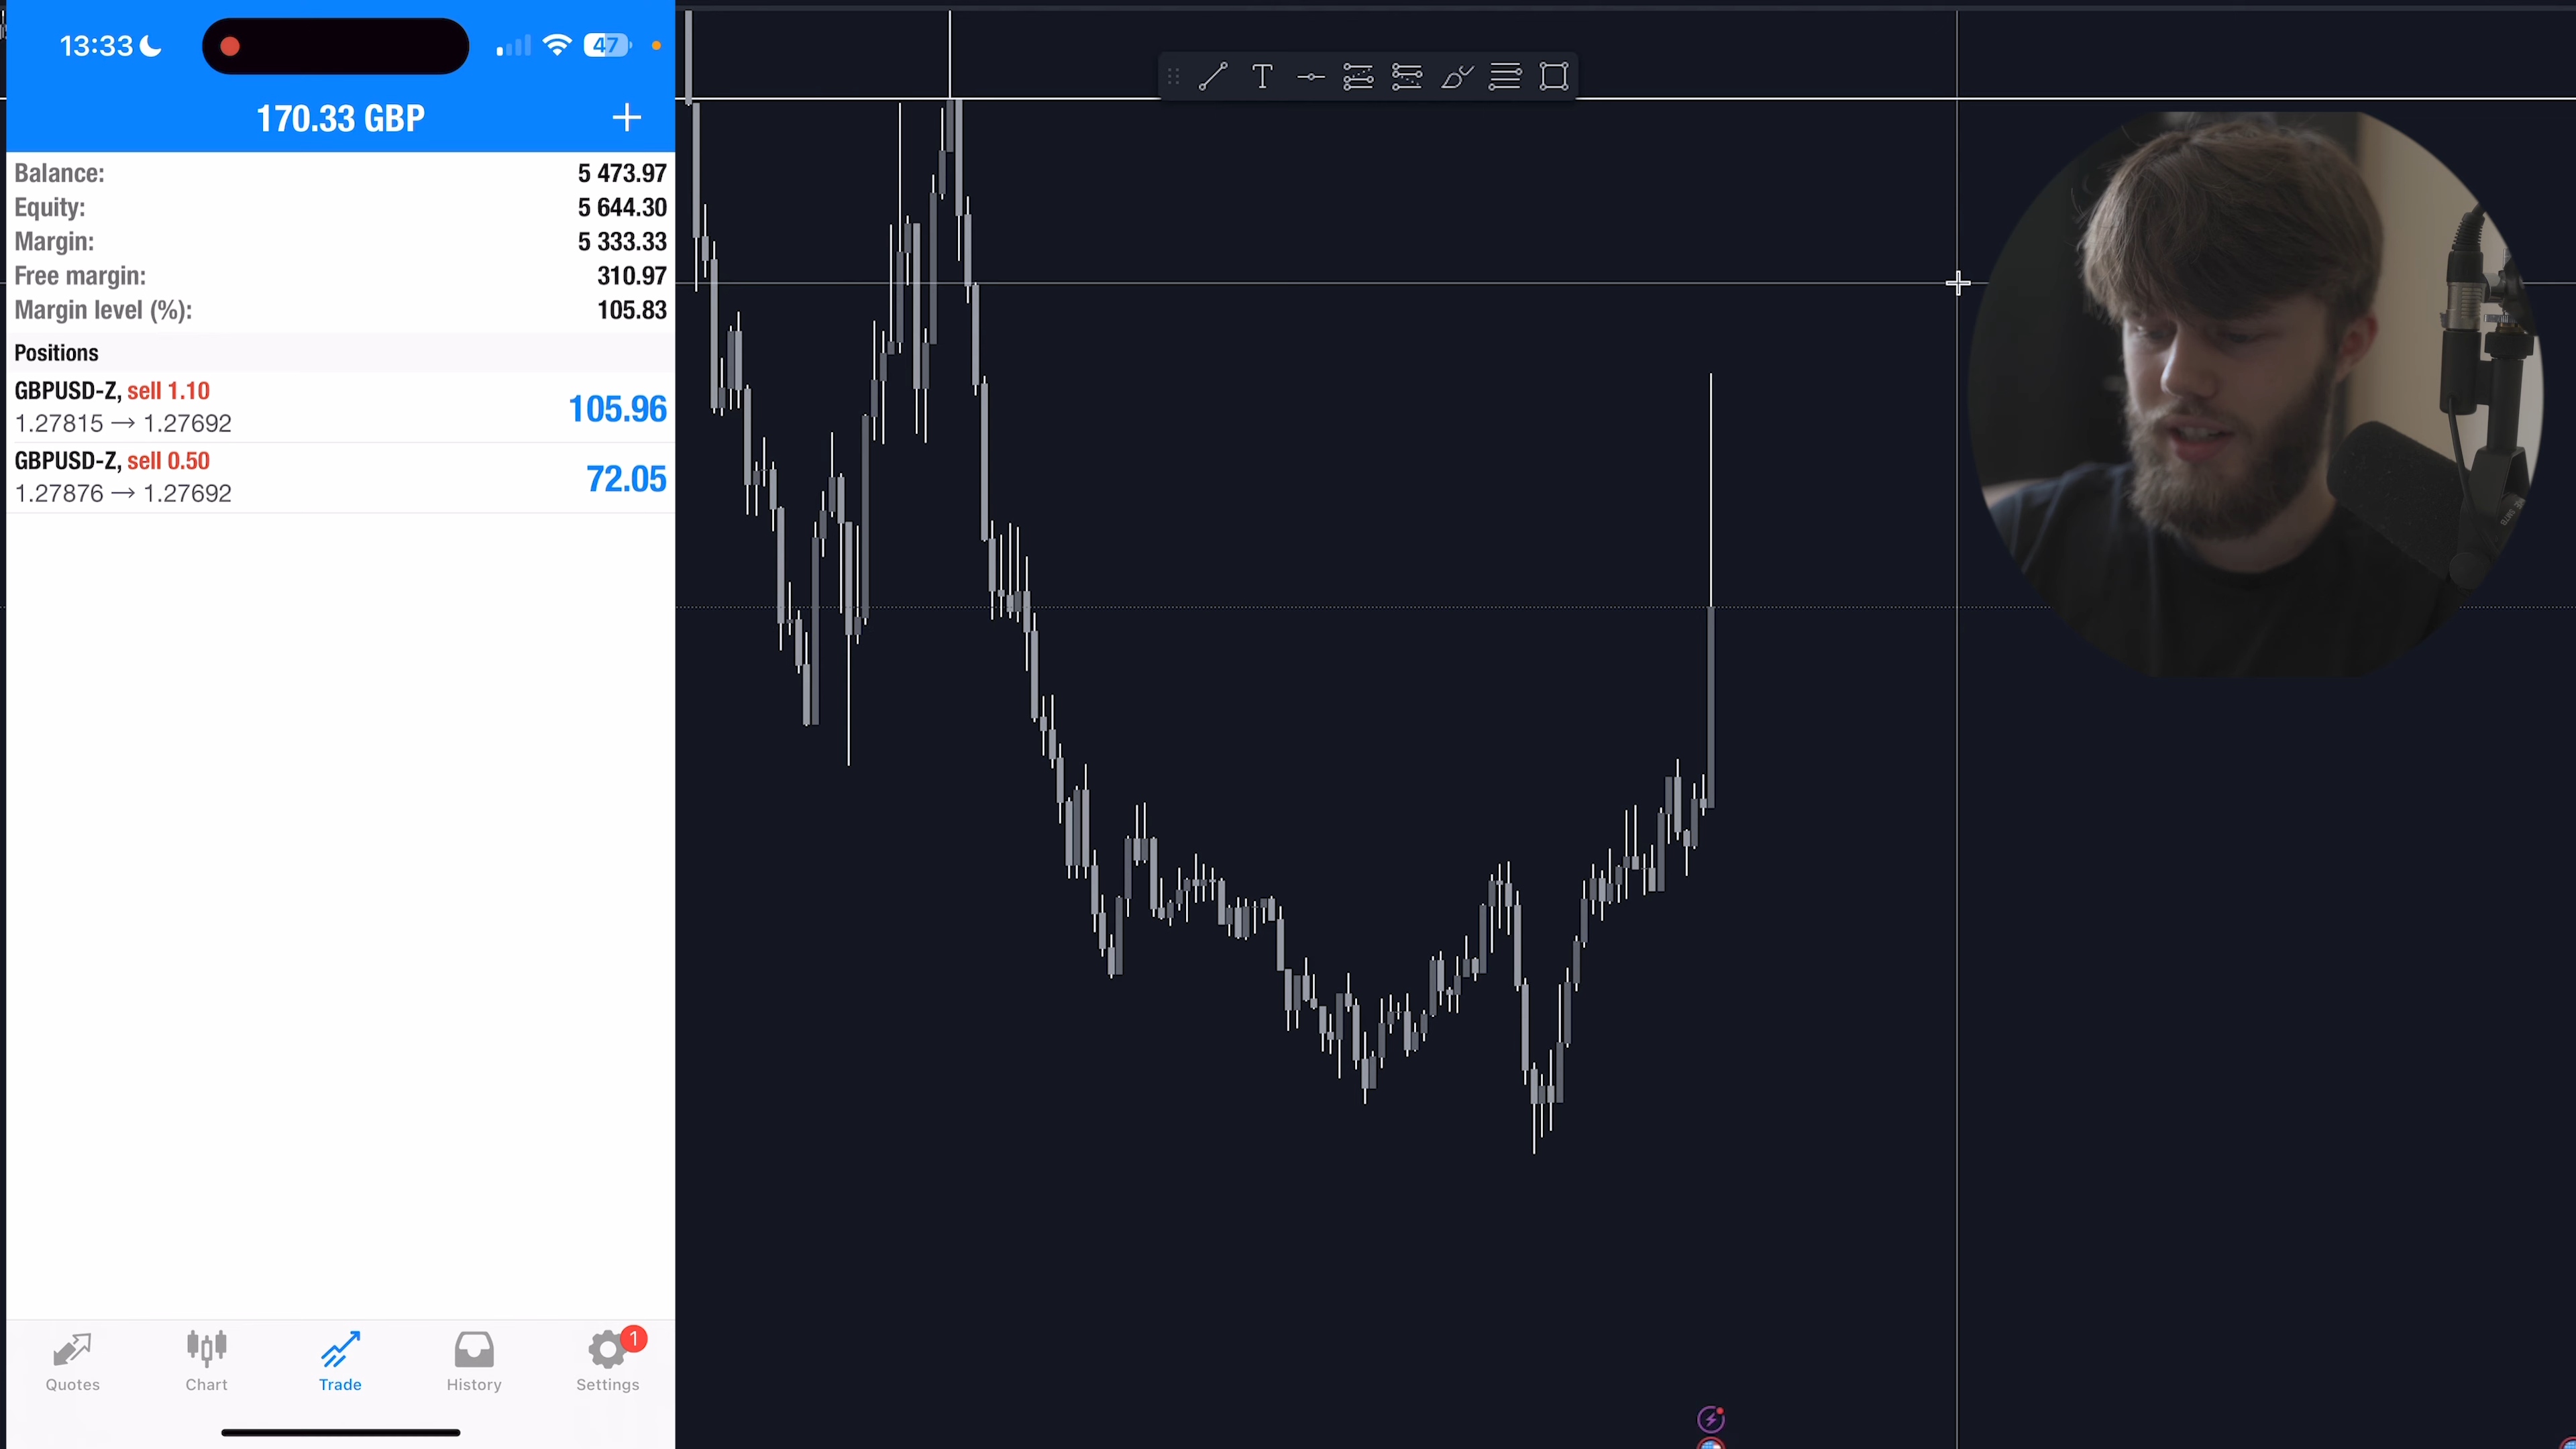 13:33
47
170.33 GBP
Balance: 5 473.97
Equity: 5 644.30
Margin: 5 333.33
Free margin: 310.97
Margin level (%): 105.83
Positions
GBPUSD-Z, sell 1.10
1.27815 → 1.27692
105.96
GBPUSD-Z, sell 0.50
1.27876 → 1.27692
72.05
T
1
Quotes
Chart
Trade
History
Settings